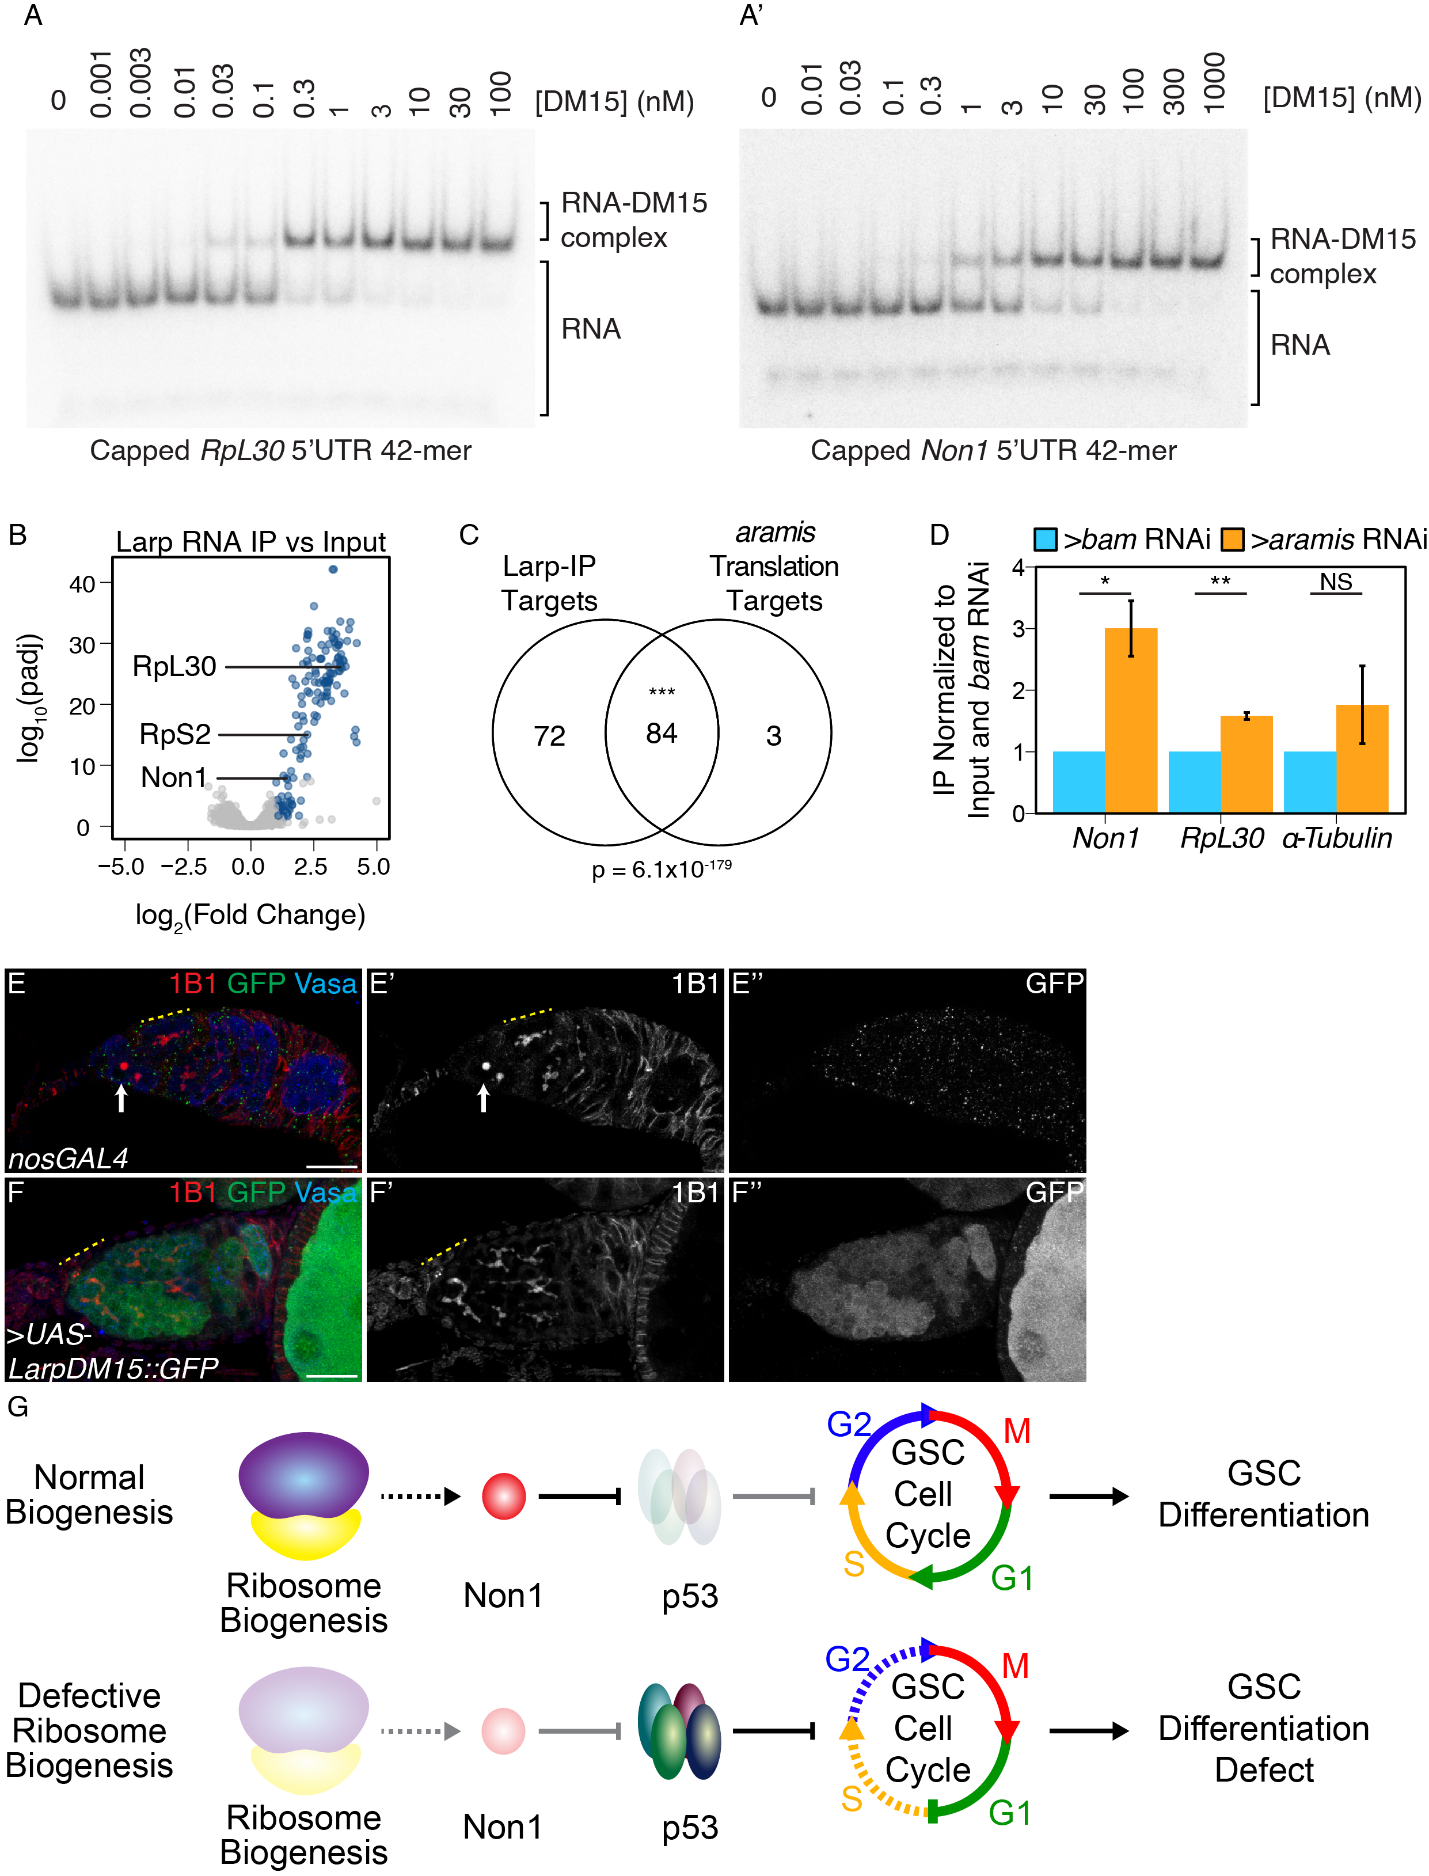 A
0 0.001 0.003 0.01 0.03 0.1 0.3 1 3 10 30 100 [DM15] (nM)
RNA-DM15
complex
RNA
Capped RpL30 5’UTR 42-mer
A’
0 0.01 0.03 0.1 0.3 1 3 10 30 100 300 1000 [DM15] (nM)
RNA-DM15
complex
RNA
Capped Non1 5’UTR 42-mer
B
Larp RNA IP vs Input
log10(padj)
40
30
20
10
0
RpL30
RpS2
Non1
−5.0 −2.5 0.0 2.5 5.0
log2(Fold Change)
C
Larp-IP
Targets
aramis
Translation
Targets
72
***
84
3
p = 6.1x10-179
D
>bam RNAi >aramis RNAi
IP Normalized to
Input and bam RNAi
4
3
2
1
0
* ** NS
Non1 RpL30 α-Tubulin
E 1B1 GFP Vasa
nosGAL4
E’ 1B1
E’’ GFP
F 1B1 GFP Vasa
>UAS-
LarpDM15::GFP
F’ 1B1
F’’ GFP
G
Normal
Biogenesis
Ribosome
Biogenesis
Non1
p53
G2
M
GSC
Cell
Cycle
S
G1
GSC
Differentiation
Defective
Ribosome
Biogenesis
Ribosome
Biogenesis
Non1
p53
G2
M
GSC
Cell
Cycle
S
G1
GSC
Differentiation
Defect